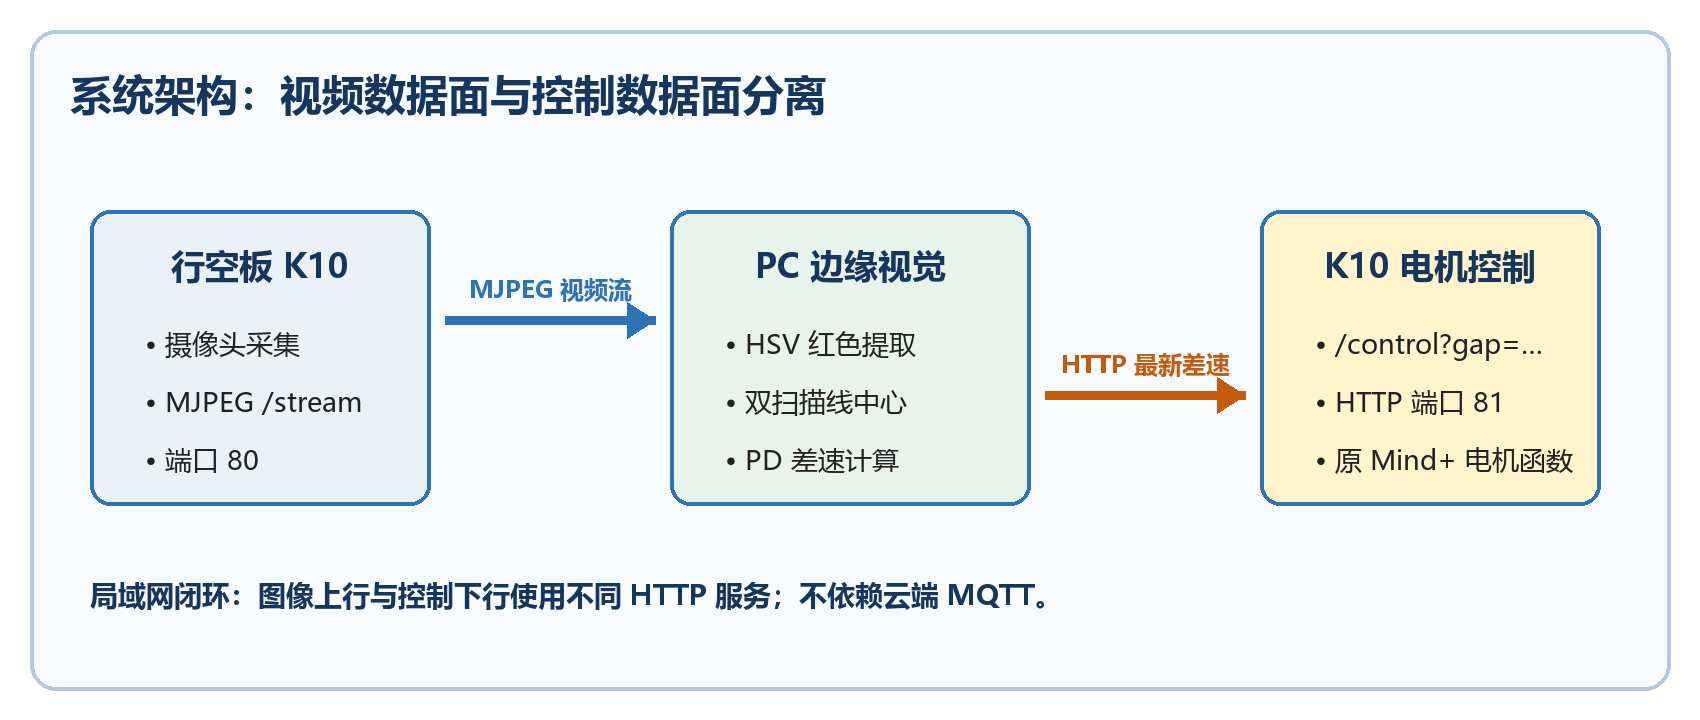 系统架构：视频数据面与控制数据面分离
行空板 K10
• 摄像头采集
• MJPEG /stream
• 端口 80
MJPEG 视频流
PC 边缘视觉
• HSV 红色提取
• 双扫描线中心
• PD 差速计算
HTTP 最新差速
K10 电机控制
• /control?gap=...
• HTTP 端口 81
• 原 Mind+ 电机函数
局域网闭环：图像上行与控制下行使用不同 HTTP 服务；不依赖云端 MQTT。